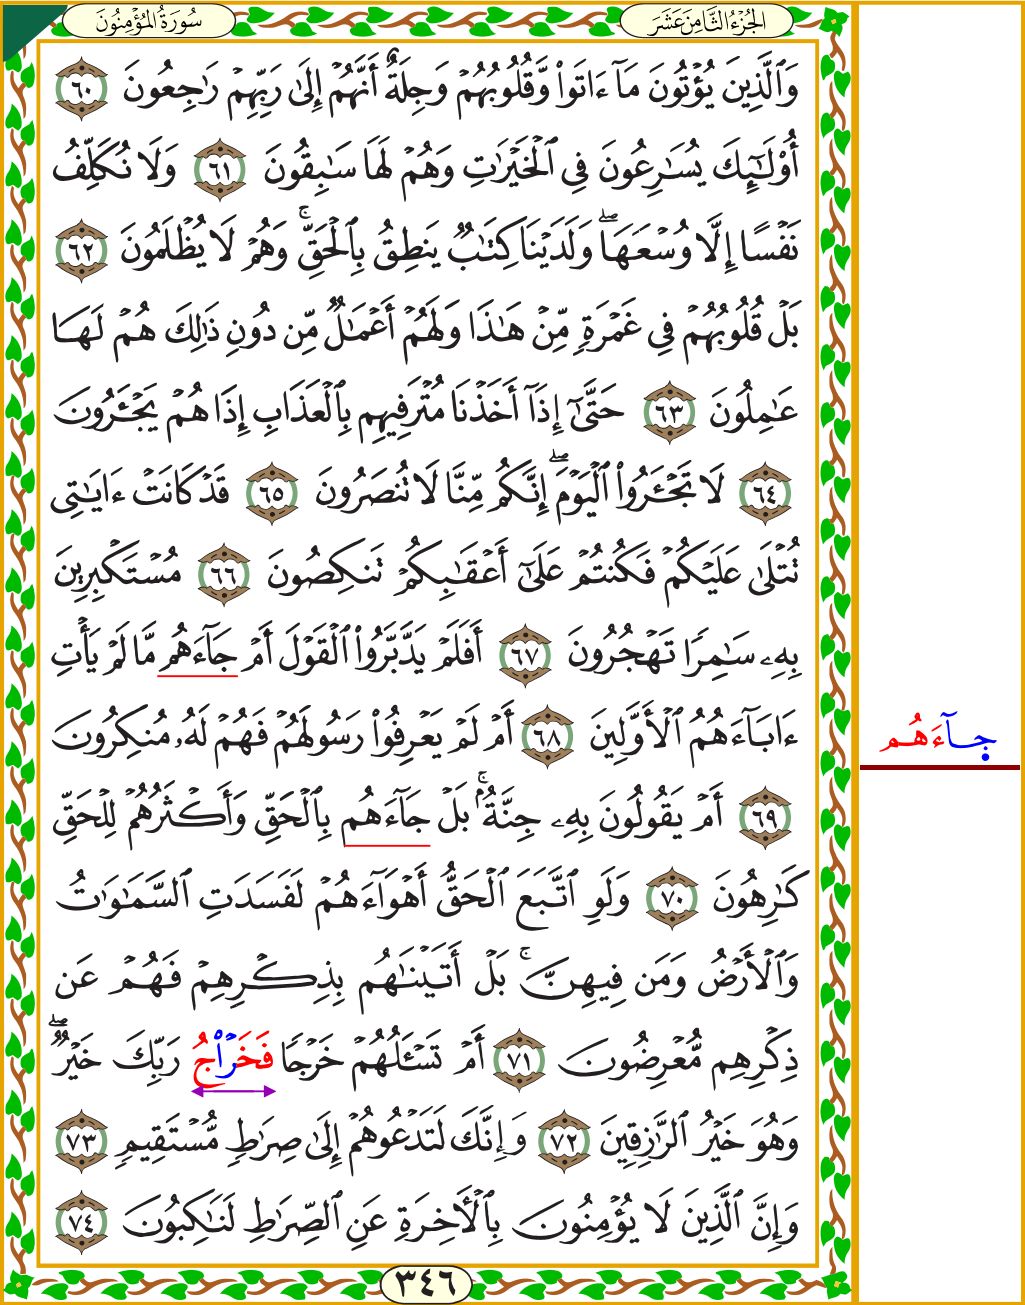 الجُزْءُ الثَّامِنَ عَشَرَ
سُورَةُ المُؤْمِنُونَ
وَٱلَّذِينَ يُؤْتُونَ مَآ ءَاتَوا۟ وَّقُلُوبُهُمْ وَجِلَةٌ أَنَّهُمْ إِلَىٰ رَبِّهِمْ رَٰجِعُونَ ٦٠
أُو۟لَـٰٓئِكَ يُسَـٰرِعُونَ فِى ٱلْخَيْرَٰتِ وَهُمْ لَهَا سَـٰبِقُونَ ٦١ وَلَا نُكَلِّفُ
نَفْسًا إِلَّا وُسْعَهَا ۖ وَلَدَيْنَا كِتَـٰبٌ يَنطِقُ بِٱلْحَقِّ ۚ وَهُمْ لَا يُظْلَمُونَ ٦٢
بَلْ قُلُوبُهُمْ فِى غَمْرَةٍ مِّنْ هَـٰذَا وَلَهُمْ أَعْمَـٰلٌ مِّن دُونِ ذَٰلِكَ هُمْ لَهَا
عَـٰمِلُونَ ٦٣ حَتَّىٰٓ إِذَآ أَخَذْنَا مُتْرَفِيهِم بِٱلْعَذَابِ إِذَا هُمْ يَجْـَٔرُونَ
٦٤ لَا تَجْـَٔرُوا۟ ٱلْيَوْمَ ۖ إِنَّكُم مِّنَّا لَا تُنصَرُونَ ٦٥ قَدْ كَانَتْ ءَايَـٰتِى
تُتْلَىٰ عَلَيْكُمْ فَكُنتُمْ عَلَىٰٓ أَعْقَـٰبِكُمْ تَنكِصُونَ ٦٦ مُسْتَكْبِرِينَ
بِهِۦ سَـٰمِرًا تَهْجُرُونَ ٦٧ أَفَلَمْ يَدَّبَّرُوا۟ ٱلْقَوْلَ أَمْ جَآءَهُم مَّا لَمْ يَأْتِ
ءَابَآءَهُمُ ٱلْأَوَّلِينَ ٦٨ أَمْ لَمْ يَعْرِفُوا۟ رَسُولَهُمْ فَهُمْ لَهُۥ مُنكِرُونَ
جآءَهُم
٦٩ أَمْ يَقُولُونَ بِهِۦ جِنَّةٌۢ ۚ بَلْ جَآءَهُم بِٱلْحَقِّ وَأَكْثَرُهُمْ لِلْحَقِّ
كَـٰرِهُونَ ٧٠ وَلَوِ ٱتَّبَعَ ٱلْحَقُّ أَهْوَآءَهُمْ لَفَسَدَتِ ٱلسَّمَـٰوَٰتُ
وَٱلْأَرْضُ وَمَن فِيهِنَّ ۚ بَلْ أَتَيْنَـٰهُم بِذِكْرِهِمْ فَهُمْ عَن
ذِكْرِهِم مُّعْرِضُونَ ٧١ أَمْ تَسْـَٔلُهُمْ خَرْجًا فَخَرْاجُ رَبِّكَ خَيْرٌ ۖ
وَهُوَ خَيْرُ ٱلرَّٰزِقِينَ ٧٢ وَإِنَّكَ لَتَدْعُوهُمْ إِلَىٰ صِرَٰطٍ مُّسْتَقِيمٍ ٧٣
وَإِنَّ ٱلَّذِينَ لَا يُؤْمِنُونَ بِٱلْـَٔاخِرَةِ عَنِ ٱلصِّرَٰطِ لَنَـٰكِبُونَ ٧٤
٣٤٦